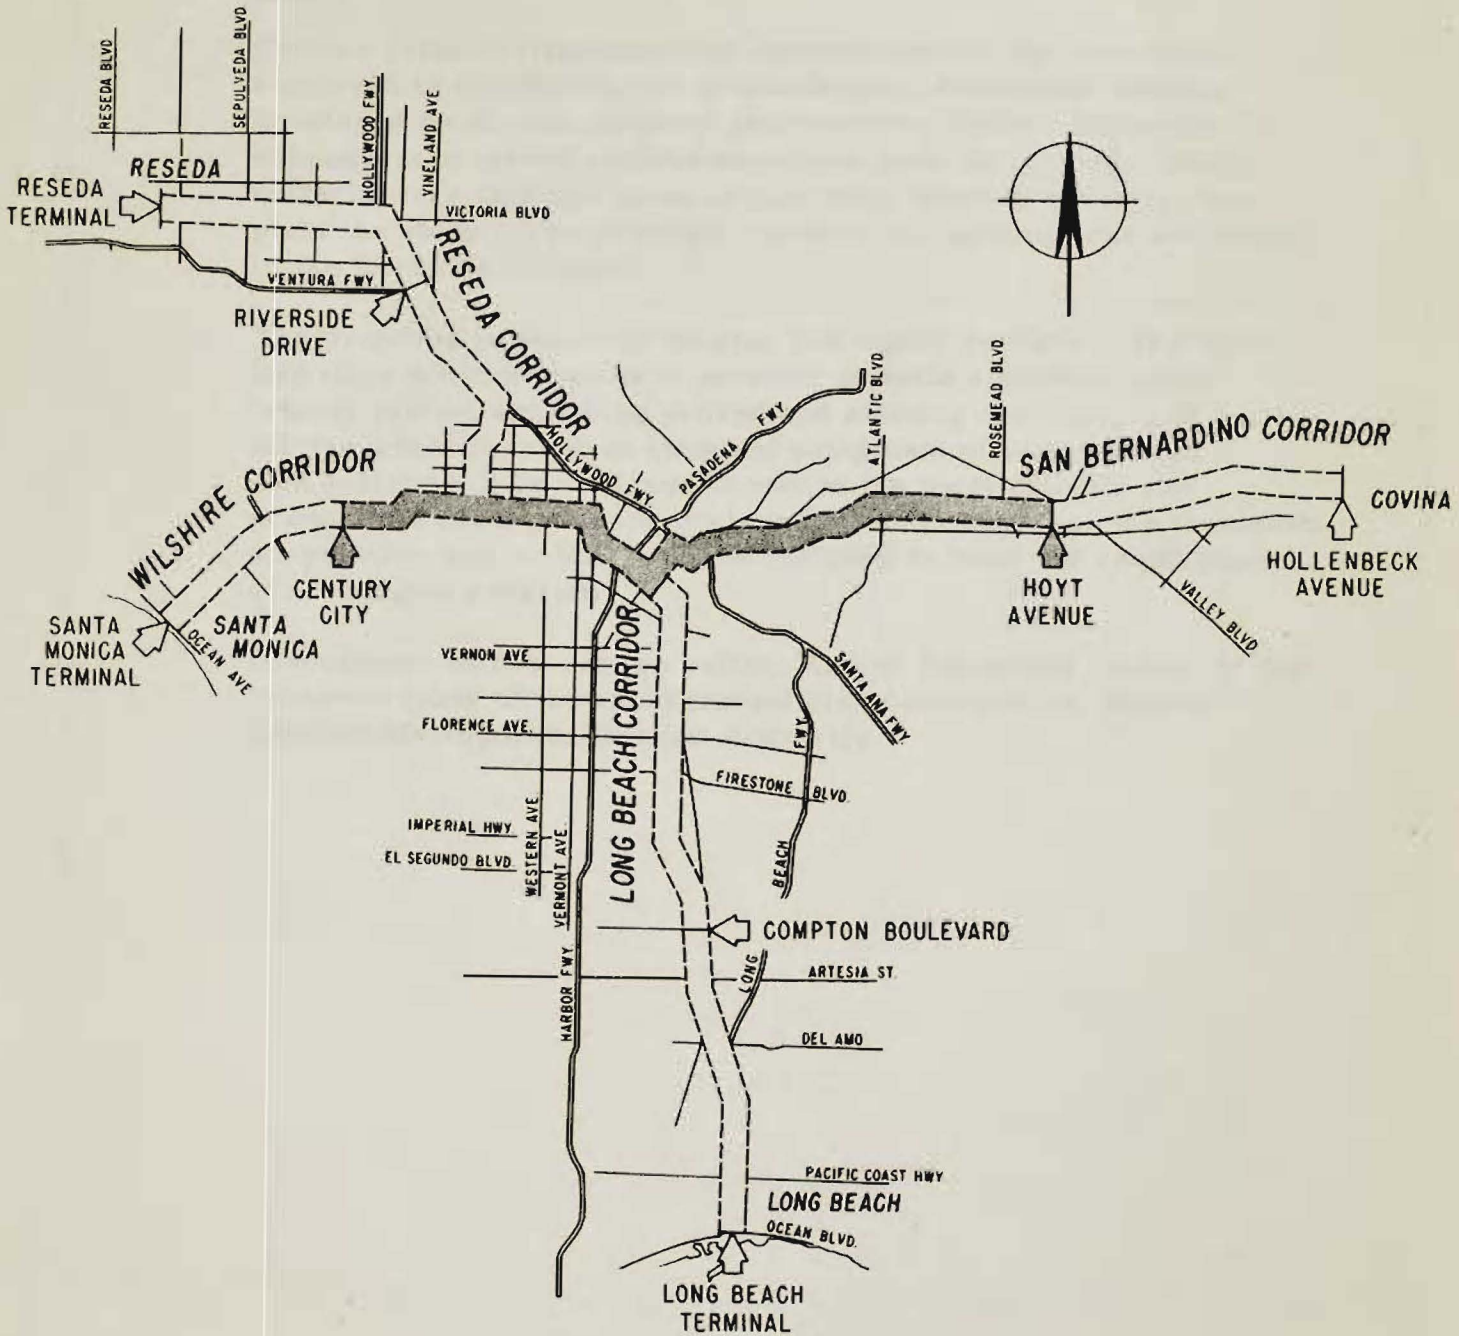 RESEDA BLVD
SEPULVEDA BLVD
HOLLYWOOD FWY.
VINELAND AVE
RESEDA
RESEDA
TERMINAL
VICTORIA BLVD
VENTURA FWY.
RIVERSIDE
DRIVE
RESEDA CORRIDOR
HOLLYWOOD FWY.
PASADENA FWY
ATLANTIC BLVD
ROSEMEAD BLVD.
SAN BERNARDINO CORRIDOR
COVINA
HOLLENBECK
AVENUE
HOYT
AVENUE
VALLEY BLVD
WILSHIRE CORRIDOR
CENTURY
CITY
SANTA
MONICA
SANTA
MONICA
TERMINAL
OCEAN AVE
LONG BEACH CORRIDOR
SANTA ANA FWY.
VERNON AVE
FLORENCE AVE.
FIRESTONE BLVD.
IMPERIAL HWY.
EL SEGUNDO BLVD.
WESTERN AVE
VERMONT AVE.
HARBOR FWY.
LONG BEACH FWY
COMPTON BOULEVARD
ARTESIA ST.
DEL AMO
PACIFIC COAST HWY
LONG BEACH
OCEAN BLVD.
LONG BEACH
TERMINAL